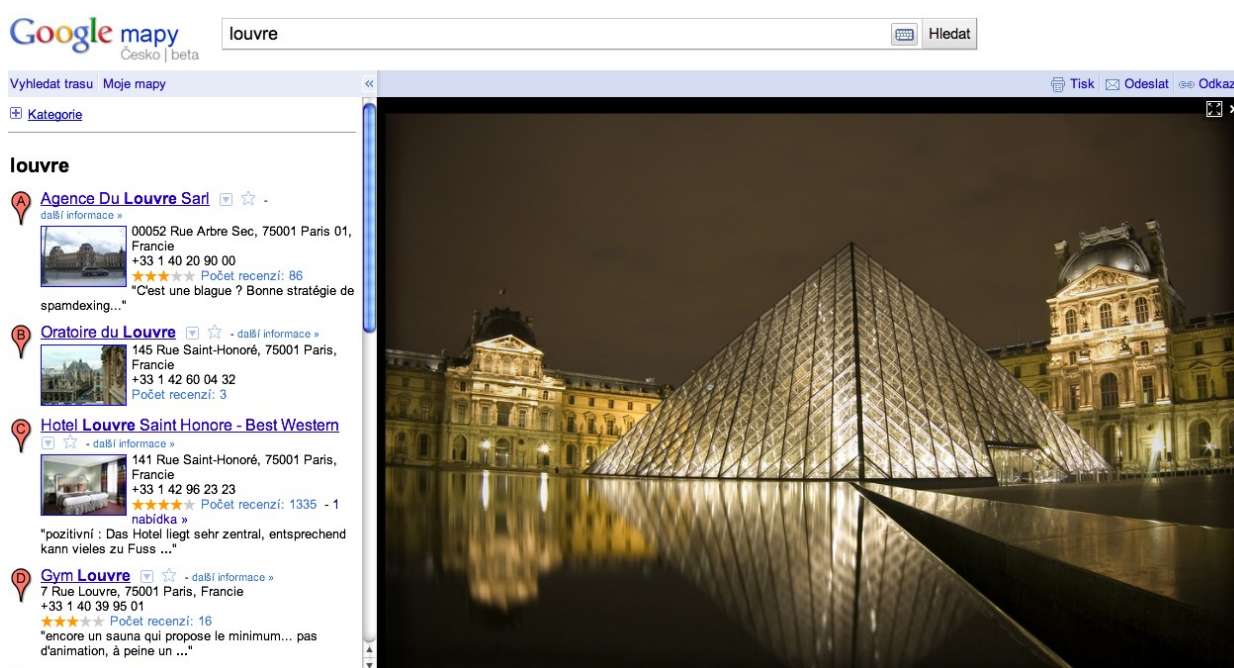 Google mapy
Česko | beta
louvre
Hledat
Vyhledat trasu Moje mapy «
Tisk Odeslat Odkaz
Kategorie
louvre
A
Agence Du Louvre Sarl -
další informace »
00052 Rue Arbre Sec, 75001 Paris 01,
Francie
+33 1 40 20 90 00
Počet recenzí: 86
"C'est une blague ? Bonne stratégie de
spamdexing..."
B
Oratoire du Louvre - další informace »
145 Rue Saint-Honoré, 75001 Paris,
Francie
+33 1 42 60 04 32
Počet recenzí: 3
C
Hotel Louvre Saint Honore - Best Western
- další informace »
141 Rue Saint-Honoré, 75001 Paris,
Francie
+33 1 42 96 23 23
Počet recenzí: 1335 - 1
nabídka »
"pozitivní : Das Hotel liegt sehr zentral, entsprechend
kann vieles zu Fuss ..."
D
Gym Louvre - další informace »
7 Rue Louvre, 75001 Paris, Francie
+33 1 40 39 95 01
Počet recenzí: 16
"encore un sauna qui propose le minimum... pas
d'animation, à peine un ..."